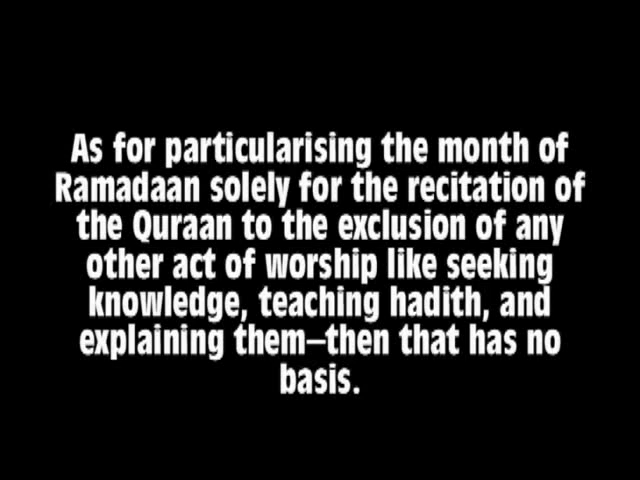 As for particularising the month of
Ramadaan solely for the recitation of
the Quraan to the exclusion of any
other act of worship like seeking
knowledge, teaching hadith, and
explaining them–then that has no
basis.